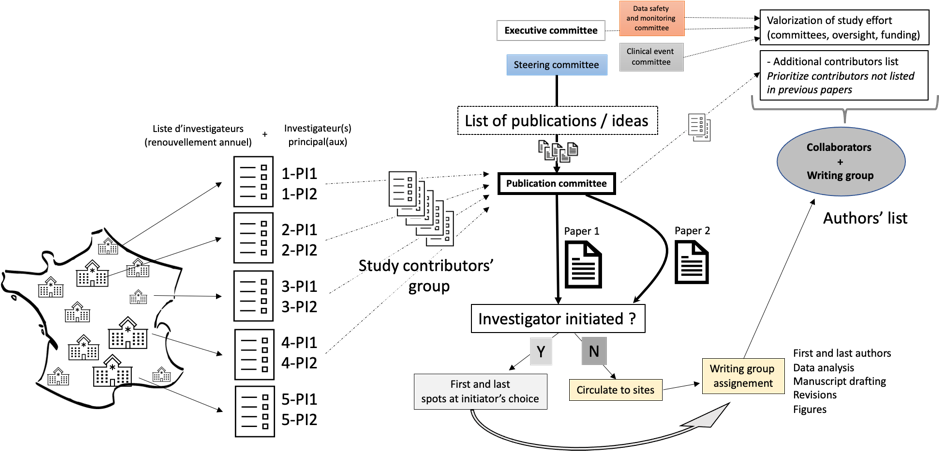 Data safety
and monitoring
committee
Executive committee
Clinical event
committee
Valorization of study effort
(committees, oversight, funding)
Steering committee
- Additional contributors list
Prioritize contributors not listed
in previous papers
List of publications / ideas
Liste d'investigateurs
(renouvellement annuel)
+
Investigateur(s)
principal(aux)
Collaborators
+
Writing group
Authors' list
Publication committee
1-PI1
1-PI2
2-PI1
2-PI2
3-PI1
3-PI2
4-PI1
4-PI2
5-PI1
5-PI2
Study contributors'
group
Paper 1
Paper 2
Investigator initiated ?
Y
N
First and last
spots at initiator's choice
Circulate to sites
Writing group
assignement
First and last authors
Data analysis
Manuscript drafting
Revisions
Figures